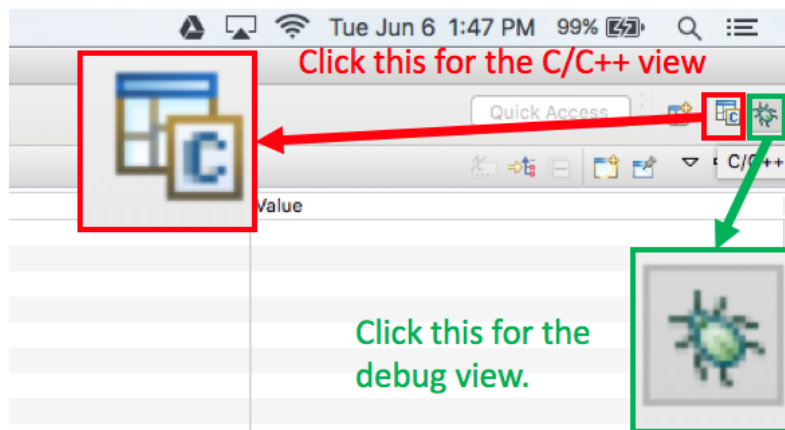 Tue Jun 6 1:47 PM 99%
Click this for the C/C++ view
Quick Access
C
C/C++
Value
C
Click this for the
debug view.